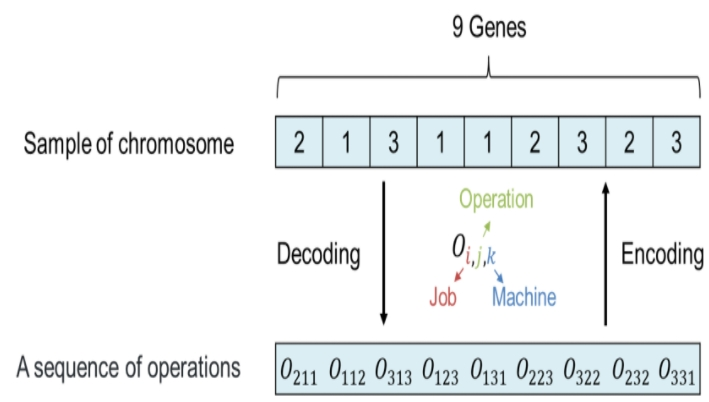 9 Genes
Sample of chromosome 2 1 3 1 1 2 3 2 3
Operation
Decoding O_{i,j,k} Encoding
Job Machine
A sequence of operations O_{211} O_{112} O_{313} O_{123} O_{131} O_{223} O_{322} O_{232} O_{331}